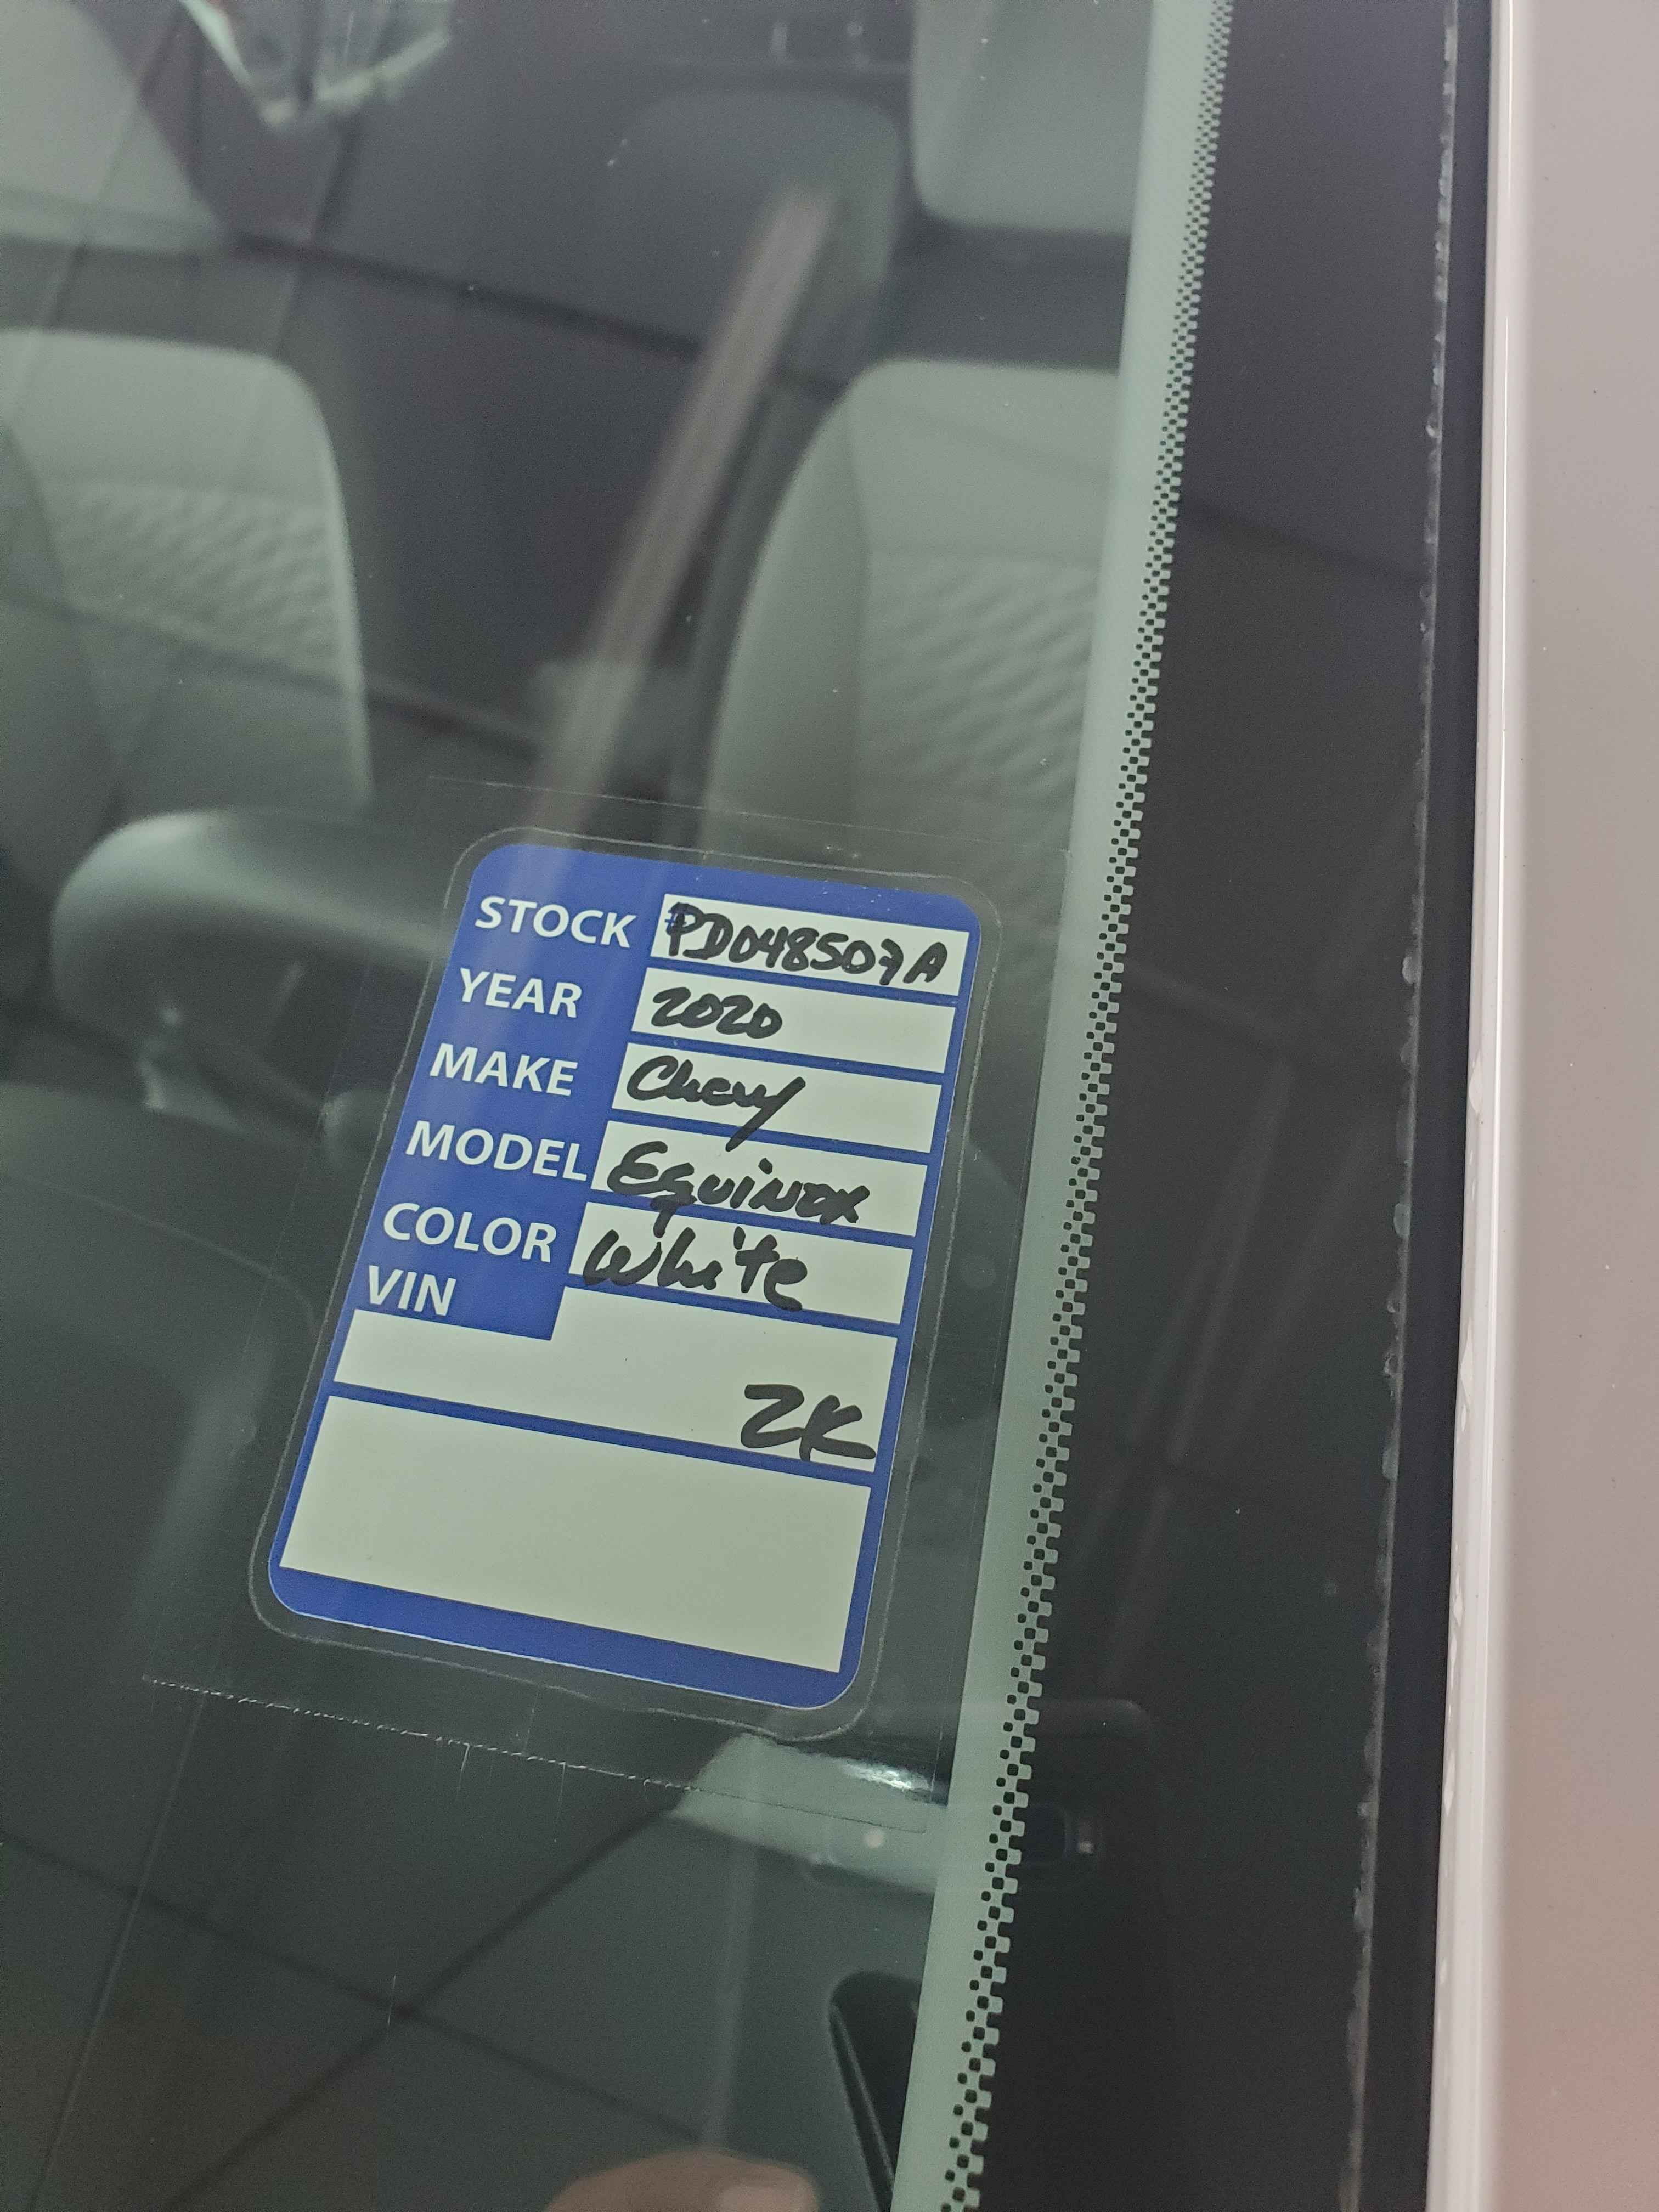 STOCK PD048507A
YEAR 2020
MAKE Chevy
MODEL Equinox
COLOR White
VIN
2K